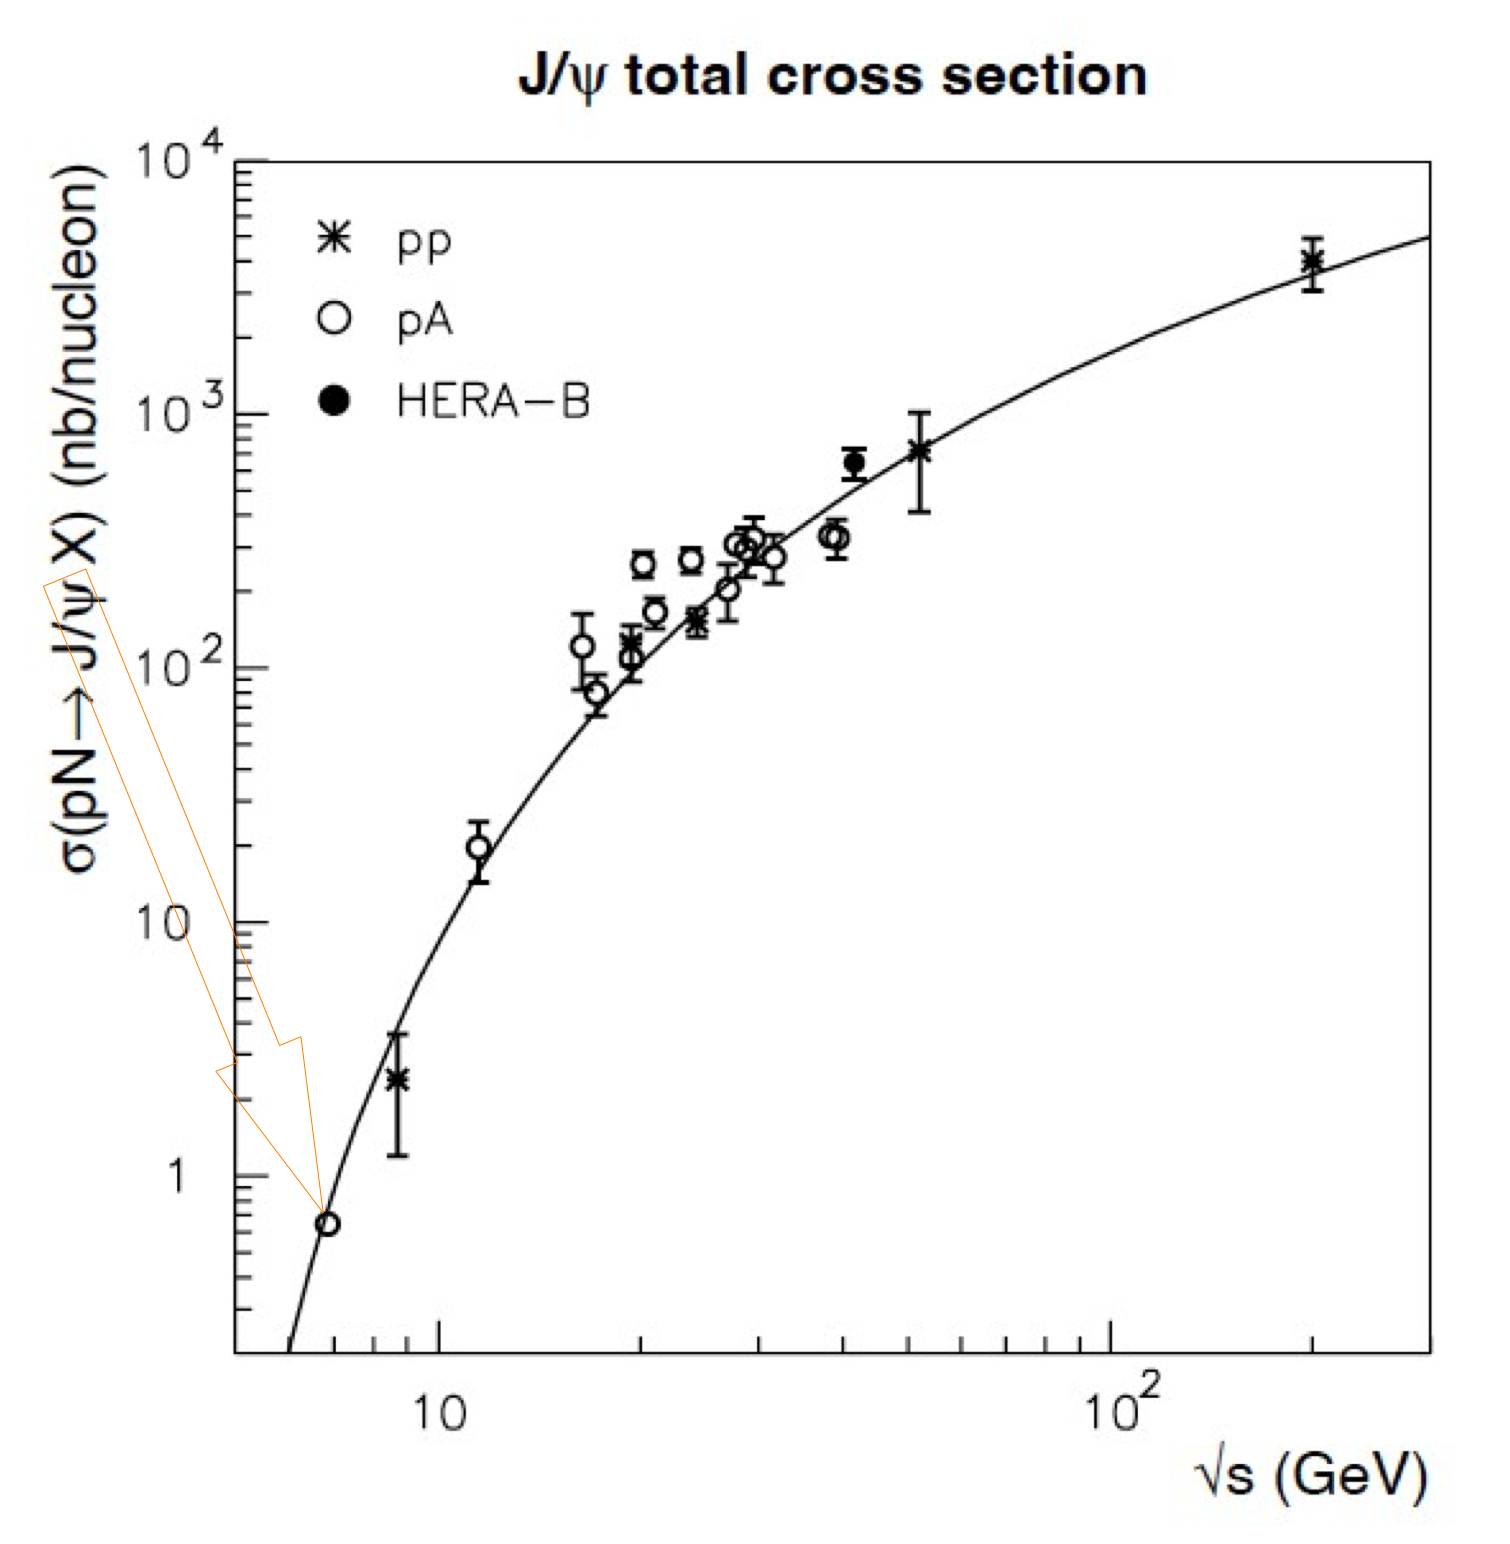 J/ψ total cross section
σ(pN→ J/ψ X) (nb/nucleon)
10⁴
10³
10²
10
1
pp
pA
HERA-B
10
10²
√s (GeV)